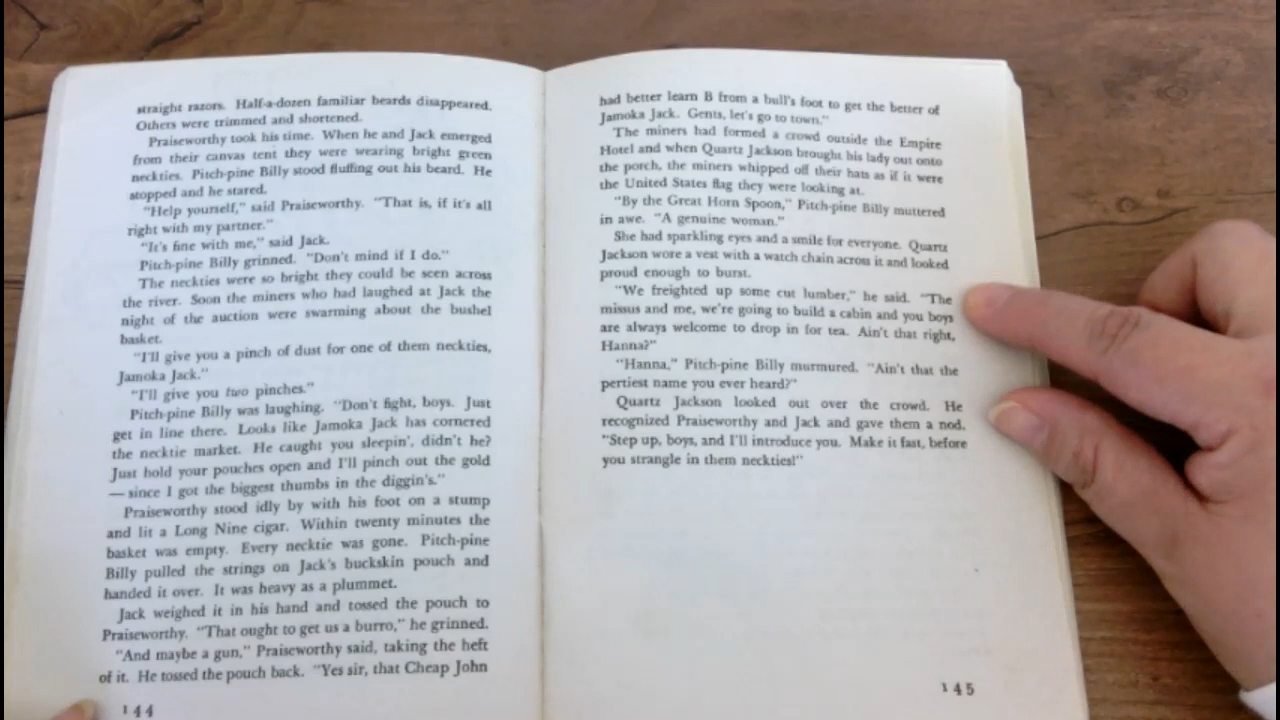 straight razors. Half-a-dozen familiar beards disappeared.
Others were trimmed and shortened.
Praiseworthy took his time. When he and Jack emerged
from their canvas tent they were wearing bright green
neckties. Pitch-pine Billy stood fluffing out his beard. He
stopped and he stared.
"Help yourself," said Praiseworthy. "That is, if it's all
right with my partner."
"It's fine with me," said Jack.
Pitch-pine Billy grinned. "Don't mind if I do."
The neckties were so bright they could be seen across
the river. Soon the miners who had laughed at Jack the
night of the auction were swarming about the bushel
basket.
"I'll give you a pinch of dust for one of them neckties,
Jamoka Jack."
"I'll give you two pinches."
Pitch-pine Billy was laughing. "Don't fight, boys. Just
get in line there. Looks like Jamoka Jack has cornered
the necktie market. He caught you sleepin', didn't he?
Just hold your pouches open and I'll pinch out the gold
— since I got the biggest thumbs in the diggin's."
Praiseworthy stood idly by with his foot on a stump
and lit a Long Nine cigar. Within twenty minutes the
basket was empty. Every necktie was gone. Pitch-pine
Billy pulled the strings on Jack's buckskin pouch and
handed it over. It was heavy as a plummet.
Jack weighed it in his hand and tossed the pouch to
Praiseworthy. "That ought to get us a burro," he grinned.
"And maybe a gun," Praiseworthy said, taking the heft
of it. He tossed the pouch back. "Yes sir, that Cheap John
144
had better learn B from a bull's foot to get the better of
Jamoka Jack. Gents, let's go to town."
The miners had formed a crowd outside the Empire
Hotel and when Quartz Jackson brought his lady out onto
the porch, the miners whipped off their hats as if it were
the United States flag they were looking at.
"By the Great Horn Spoon," Pitch-pine Billy muttered
in awe. "A genuine woman."
She had sparkling eyes and a smile for everyone. Quartz
Jackson wore a vest with a watch chain across it and looked
proud enough to burst.
"We freighted up some cut lumber," he said. "The
missus and me, we're going to build a cabin and you boys
are always welcome to drop in for tea. Ain't that right,
Hanna?"
"Hanna," Pitch-pine Billy murmured. "Ain't that the
pertiest name you ever heard?"
Quartz Jackson looked out over the crowd. He
recognized Praiseworthy and Jack and gave them a nod.
"Step up, boys, and I'll introduce you. Make it fast, before
you strangle in them neckties!"
145